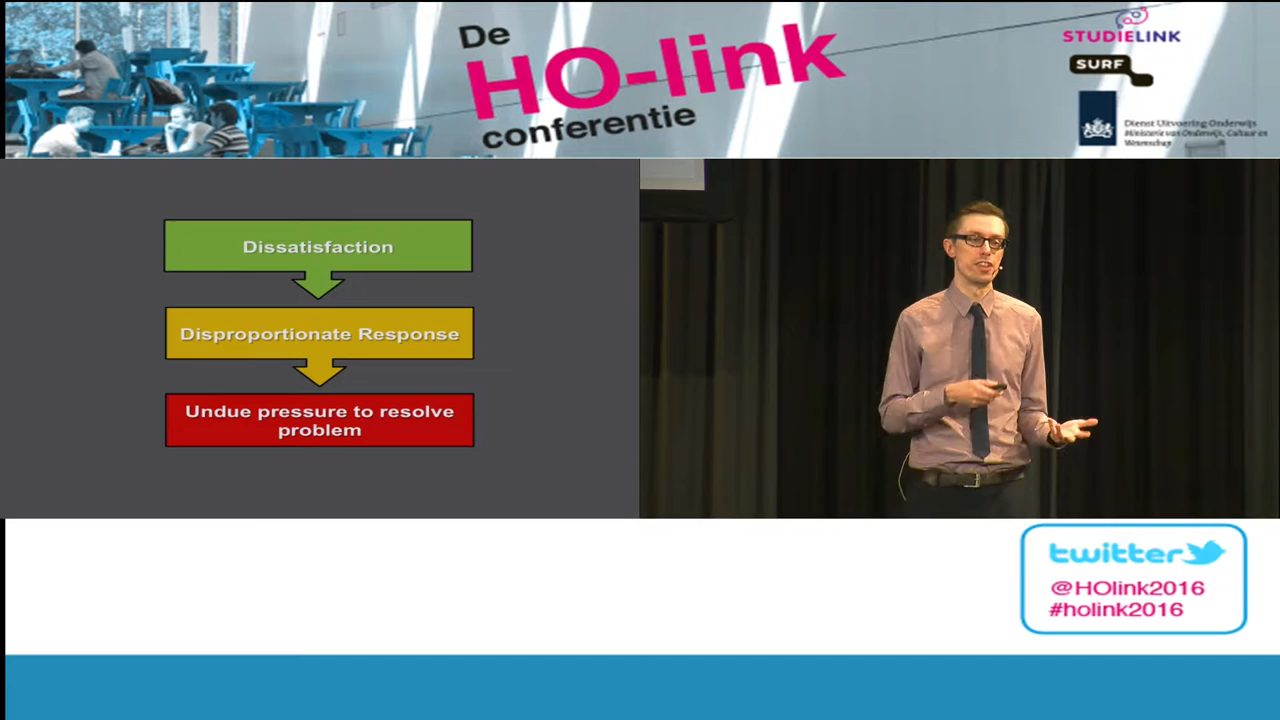 De
HO-link
conferentie
STUDIELINK
SURF
Dienst Uitvoering Onderwijs
Ministerie van Onderwijs, Cultuur en
Wetenschap
Dissatisfaction
Disproportionate Response
Undue pressure to resolve
problem
twitter
@HOlink2016
#holink2016